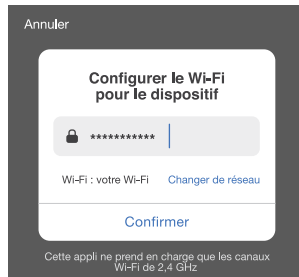 Annuler
Configurer le Wi-Fi
pour le dispositif
***********
Wi-Fi : votre Wi-Fi Changer de réseau
Confirmer
Cette appli ne prend en charge que les canaux
Wi-Fi de 2,4 GHz